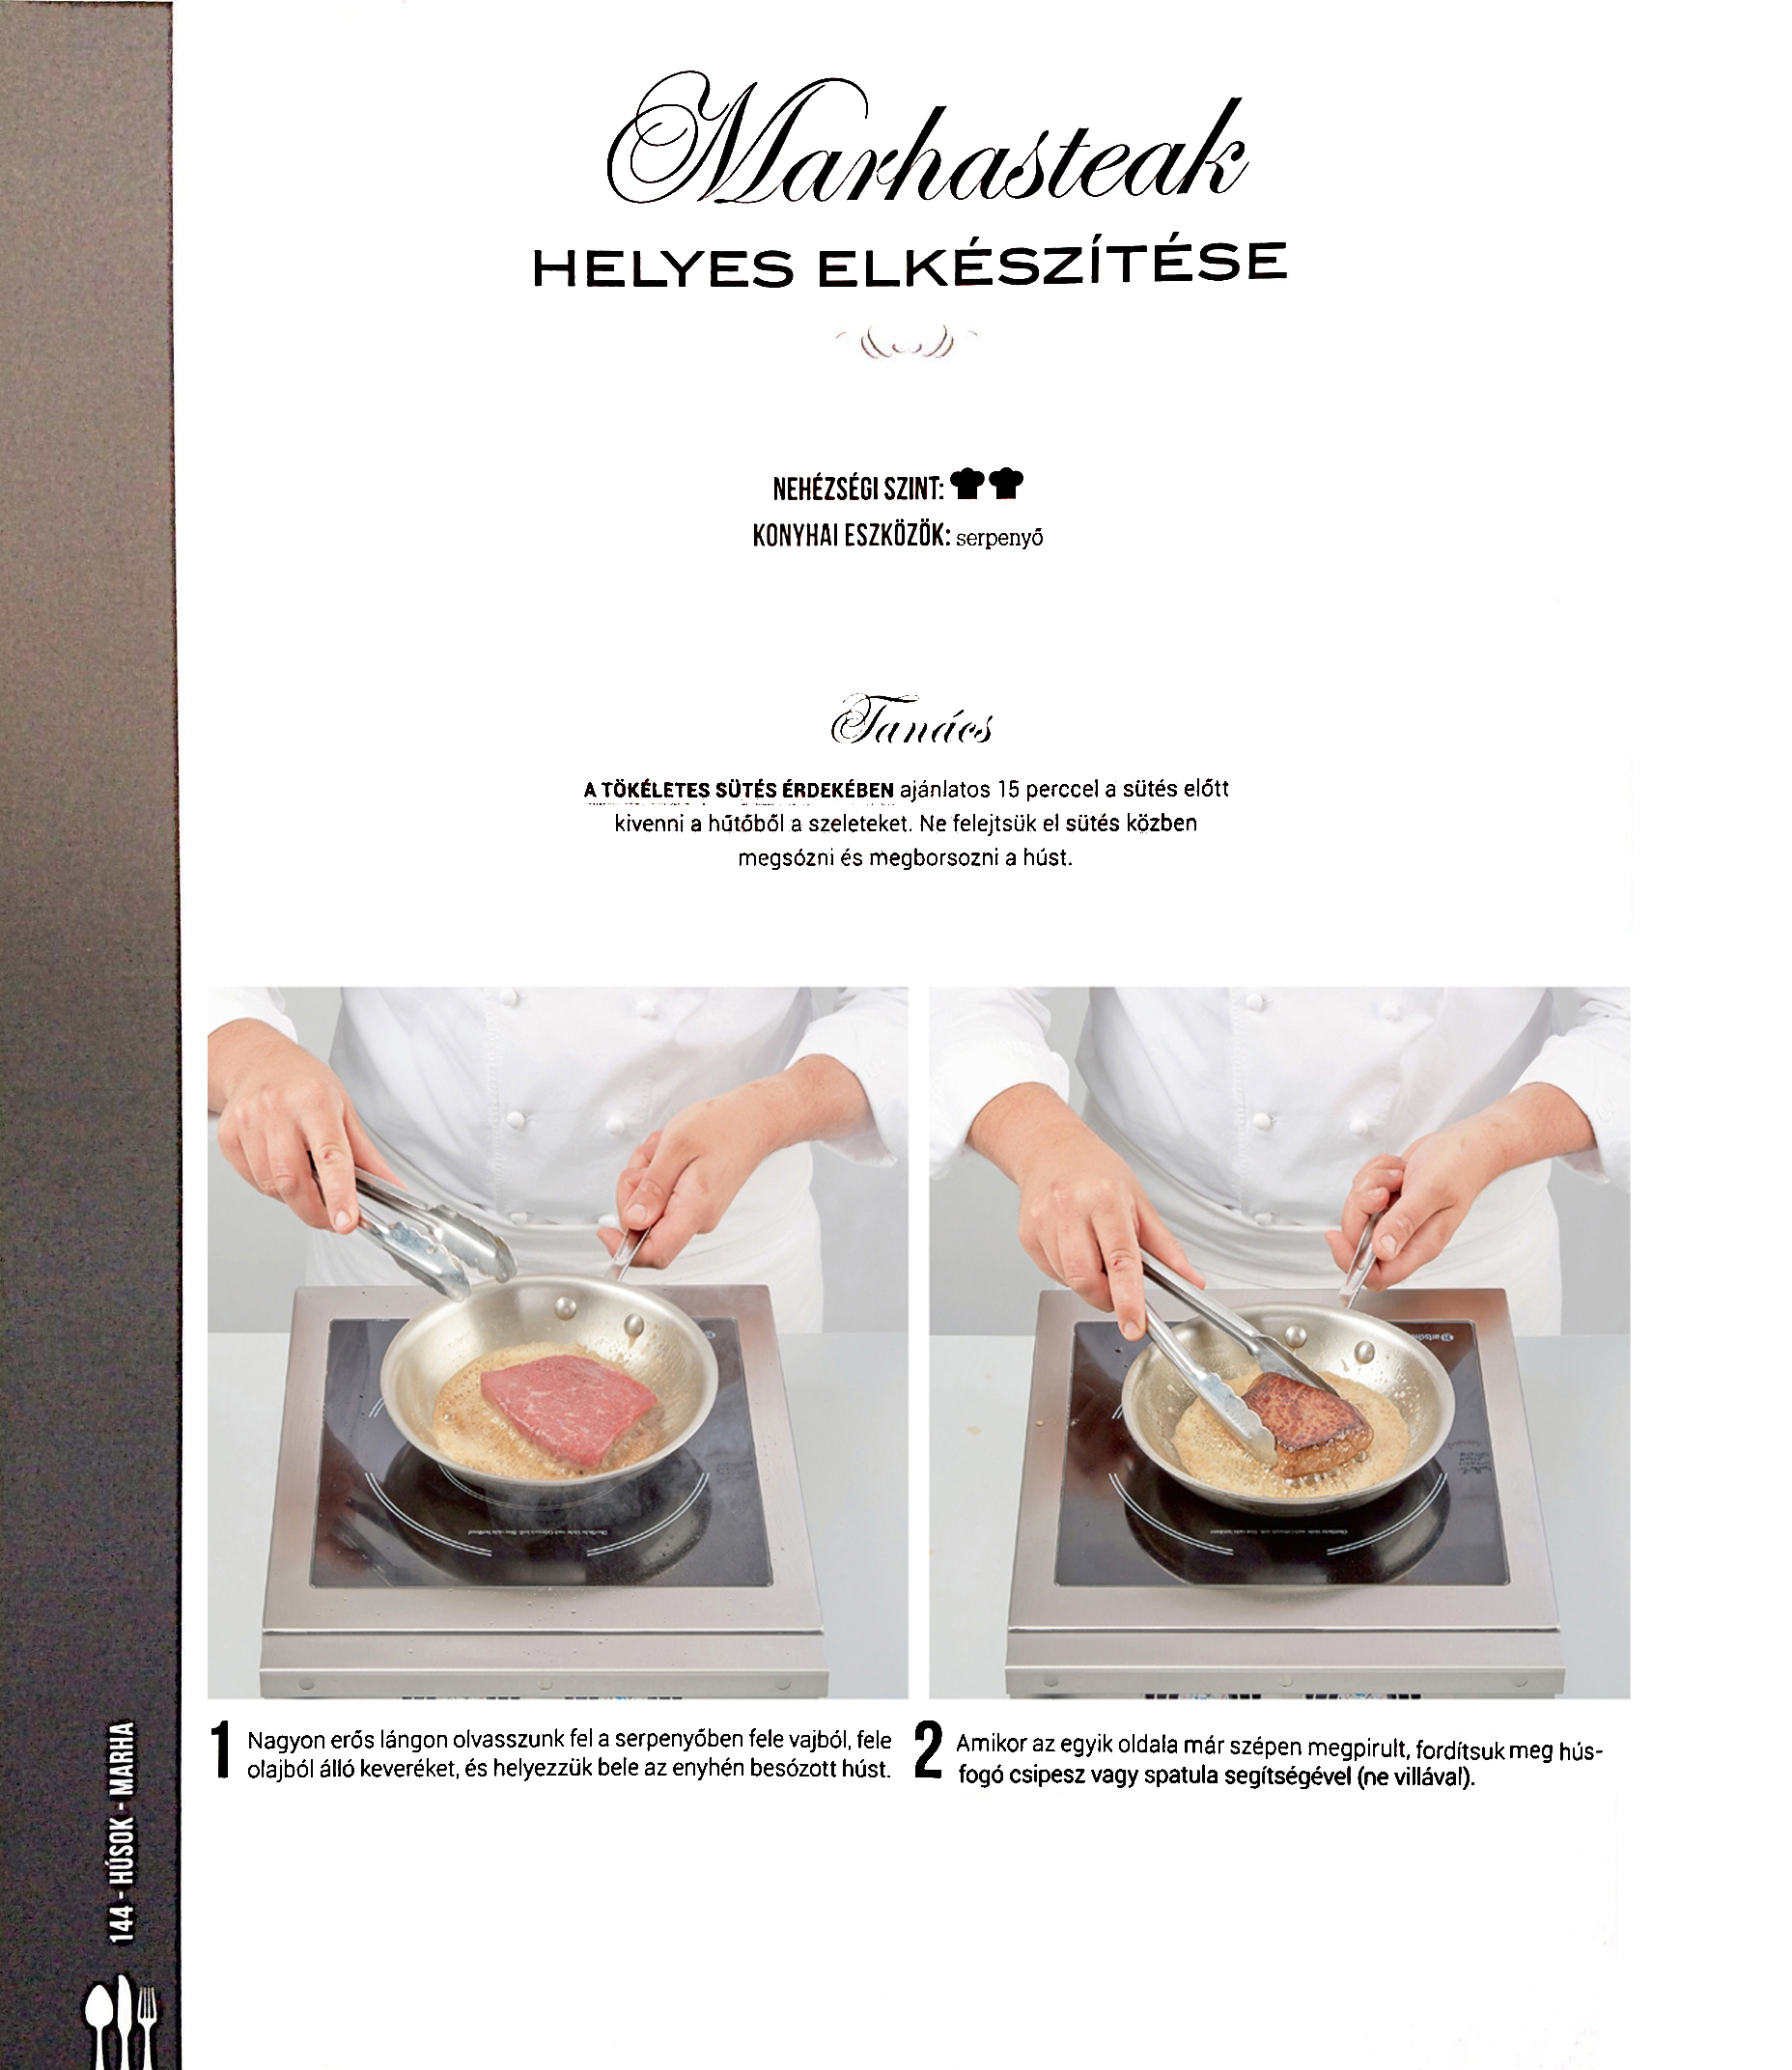 Marhasteak
HELYES ELKÉSZÍTÉSE
NEHÉZSÉGI SZINT:
KONYHAI ESZKÖZÖK: serpenyő
Tanács
A TÖKÉLETES SÜTÉS ÉRDEKÉBEN ajánlatos 15 perccel a sütés előtt
kivenni a hűtőből a szeleteket. Ne felejtsük el sütés közben
megsózni és megborsozni a húst.
1 Nagyon erős lángon olvasszunk fel a serpenyőben fele vajból, fele
olajból álló keveréket, és helyezzük bele az enyhén besózott húst.
2 Amikor az egyik oldala már szépen megpirult, fordítsuk meg hús-
fogó csipesz vagy spatula segítségével (ne villával).
144 - HÚSOK - MARHA